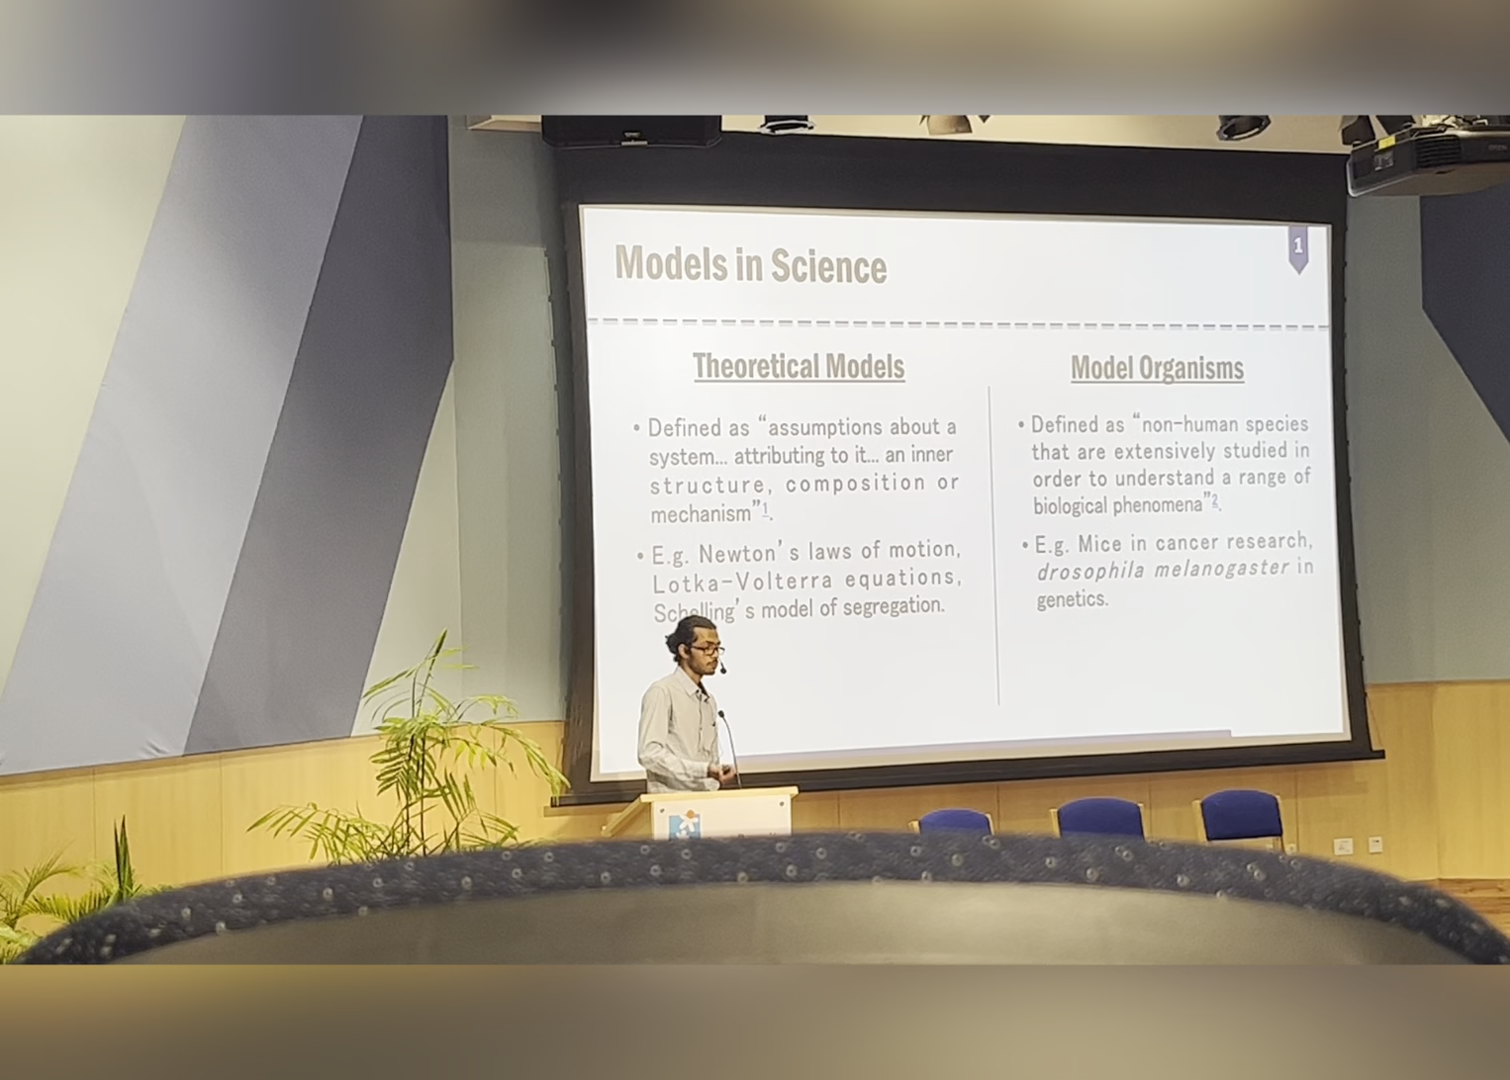 Models in Science
1
Theoretical Models
• Defined as “assumptions about a
system... attributing to it... an inner
structure, composition or
mechanism”1.
• E.g. Newton’s laws of motion,
Lotka-Volterra equations,
Schelling’s model of segregation.
Model Organisms
• Defined as “non-human species
that are extensively studied in
order to understand a range of
biological phenomena”2.
• E.g. Mice in cancer research,
drosophila melanogaster in
genetics.